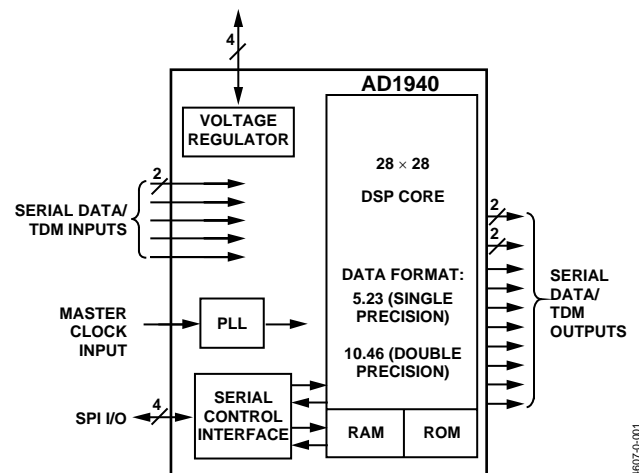 4
AD1940
VOLTAGE
REGULATOR
28 × 28
DSP CORE
2
SERIAL DATA/
TDM INPUTS
2
2
DATA FORMAT:
5.23 (SINGLE
PRECISION)
10.46 (DOUBLE
PRECISION)
SERIAL
DATA/
TDM
OUTPUTS
MASTER
CLOCK
INPUT
PLL
SPI I/O
4
SERIAL
CONTROL
INTERFACE
RAM
ROM